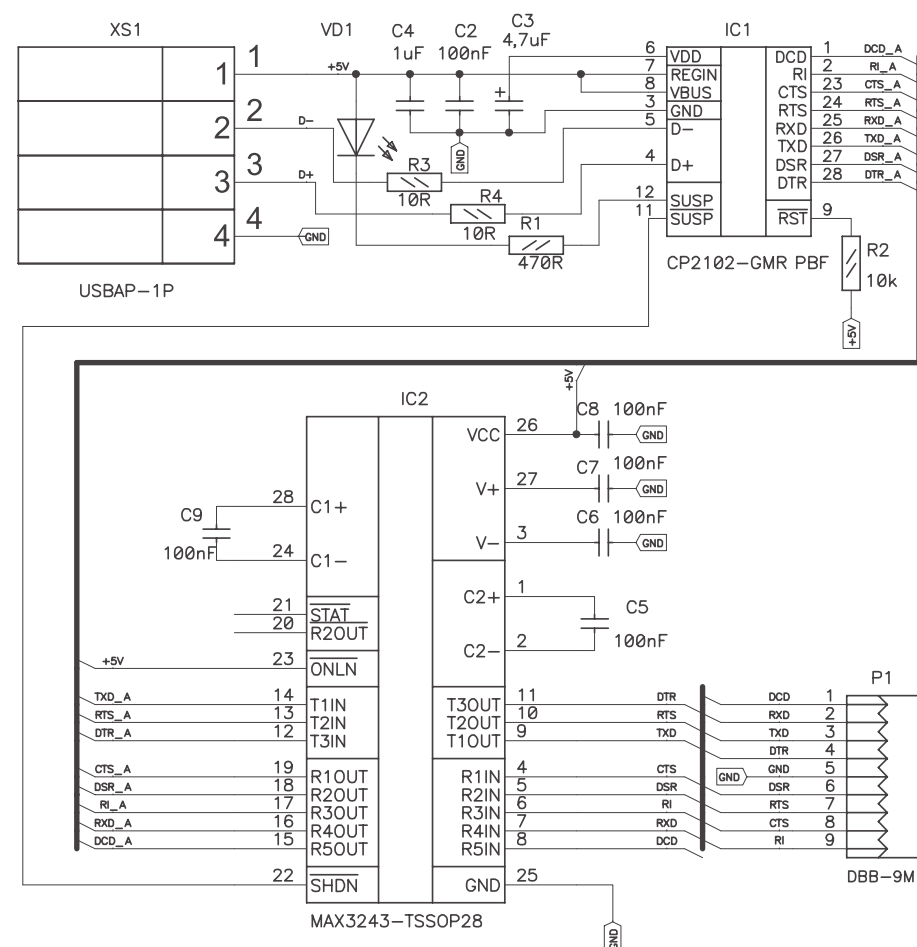 XS1
VD1
C4
1uF
C2
100nF
C3
4,7uF
IC1
1 1
2 2
3 3
4 4
+5V
D-
D+
GND
USBAP-1P
+
GND
R3
10R
R4
10R
R1
470R
6 VDD
7 REGIN
8 VBUS
3 GND
5 D-
4 D+
12 SUSP
11 SUSP
DCD 1 DCD_A
RI 2 RI_A
CTS 23 CTS_A
RTS 24 RTS_A
RXD 25 RXD_A
TXD 26 TXD_A
DSR 27 DSR_A
DTR 28 DTR_A
RST 9
CP2102-GMR PBF
R2
10k
+5V
IC2
+5V
C8 100nF
VCC 26 GND
C7 100nF
V+ 27 GND
C6 100nF
V- 3 GND
28 C1+
C9
100nF
24 C1-
C2+ 1
C5
100nF
C2- 2
21 STAT
20 R2OUT
+5V 23 ONLN
TXD_A 14 T1IN
RTS_A 13 T2IN
DTR_A 12 T3IN
CTS_A 19 R1OUT
DSR_A 18 R2OUT
RI_A 17 R3OUT
RXD_A 16 R4OUT
DCD_A 15 R5OUT
22 SHDN
T3OUT 11 DTR
T2OUT 10 RTS
T1OUT 9 TXD
R1IN 4 CTS
R2IN 5 DSR
R3IN 6 RI
R4IN 7 RXD
R5IN 8 DCD
GND 25
GND
MAX3243-TSSOP28
P1
DCD 1
RXD 2
TXD 3
DTR 4
GND GND 5
DSR 6
RTS 7
CTS 8
RI 9
DBB-9M